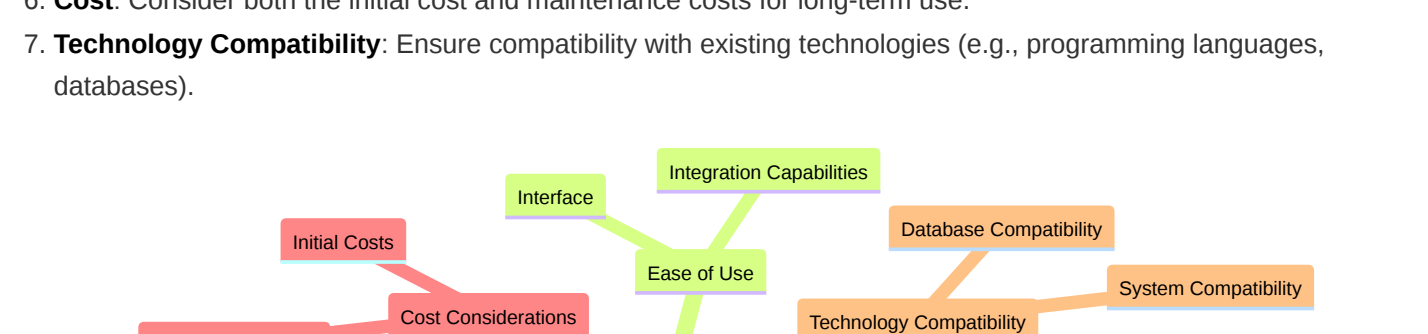 6. Cost: Consider both the initial cost and maintenance costs for long-term use.
7. Technology Compatibility: Ensure compatibility with existing technologies (e.g., programming languages,
databases).
Integration Capabilities
Interface
Database Compatibility
Initial Costs
Ease of Use
System Compatibility
Cost Considerations
Technology Compatibility